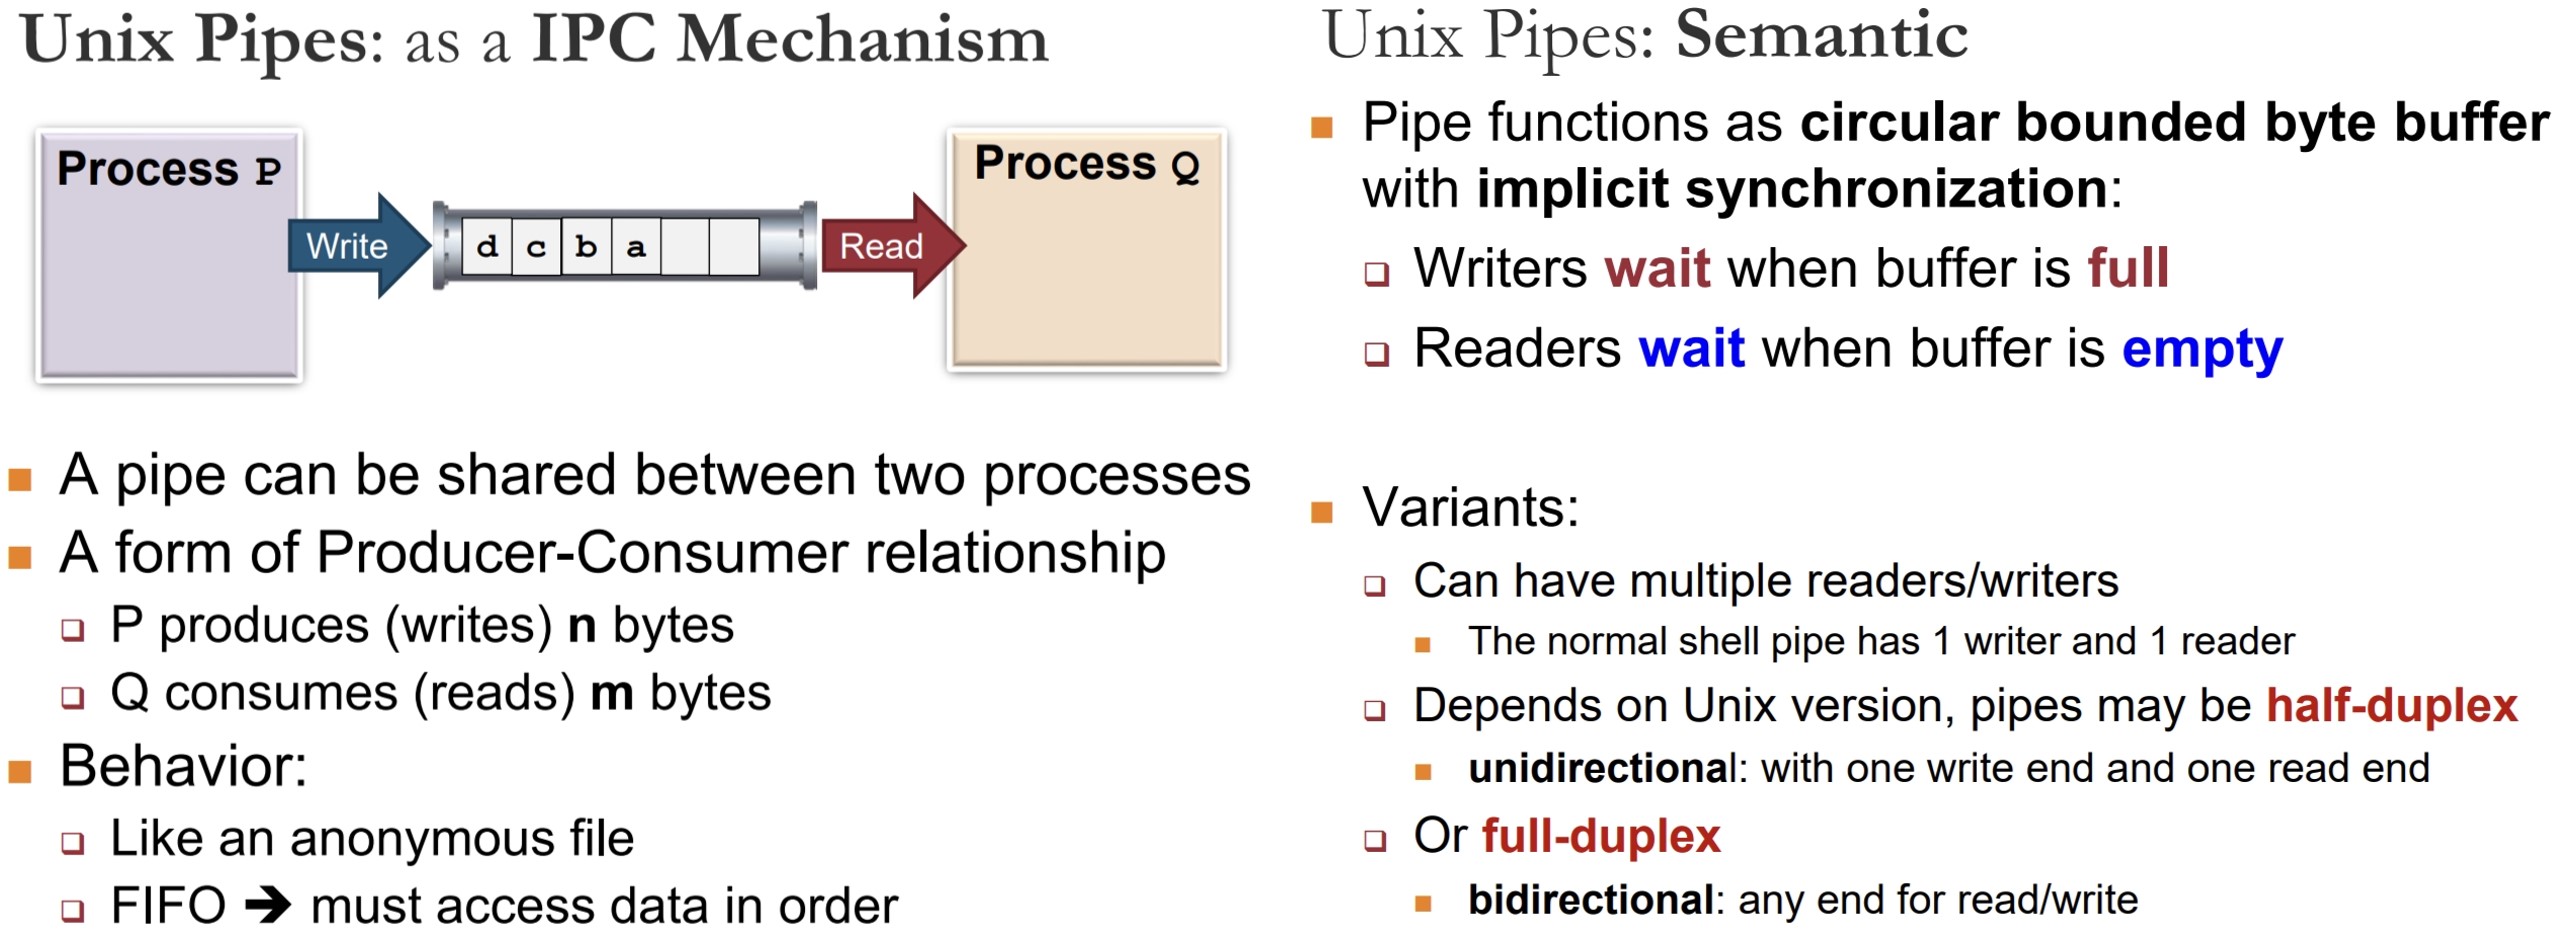 Unix Pipes: as a IPC Mechanism
Process P
Write
d c b a
Read
Process Q
A pipe can be shared between two processes
A form of Producer-Consumer relationship
P produces (writes) n bytes
Q consumes (reads) m bytes
Behavior:
Like an anonymous file
FIFO ➔ must access data in order
Unix Pipes: Semantic
Pipe functions as circular bounded byte buffer
with implicit synchronization:
Writers wait when buffer is full
Readers wait when buffer is empty
Variants:
Can have multiple readers/writers
The normal shell pipe has 1 writer and 1 reader
Depends on Unix version, pipes may be half-duplex
unidirectional: with one write end and one read end
Or full-duplex
bidirectional: any end for read/write